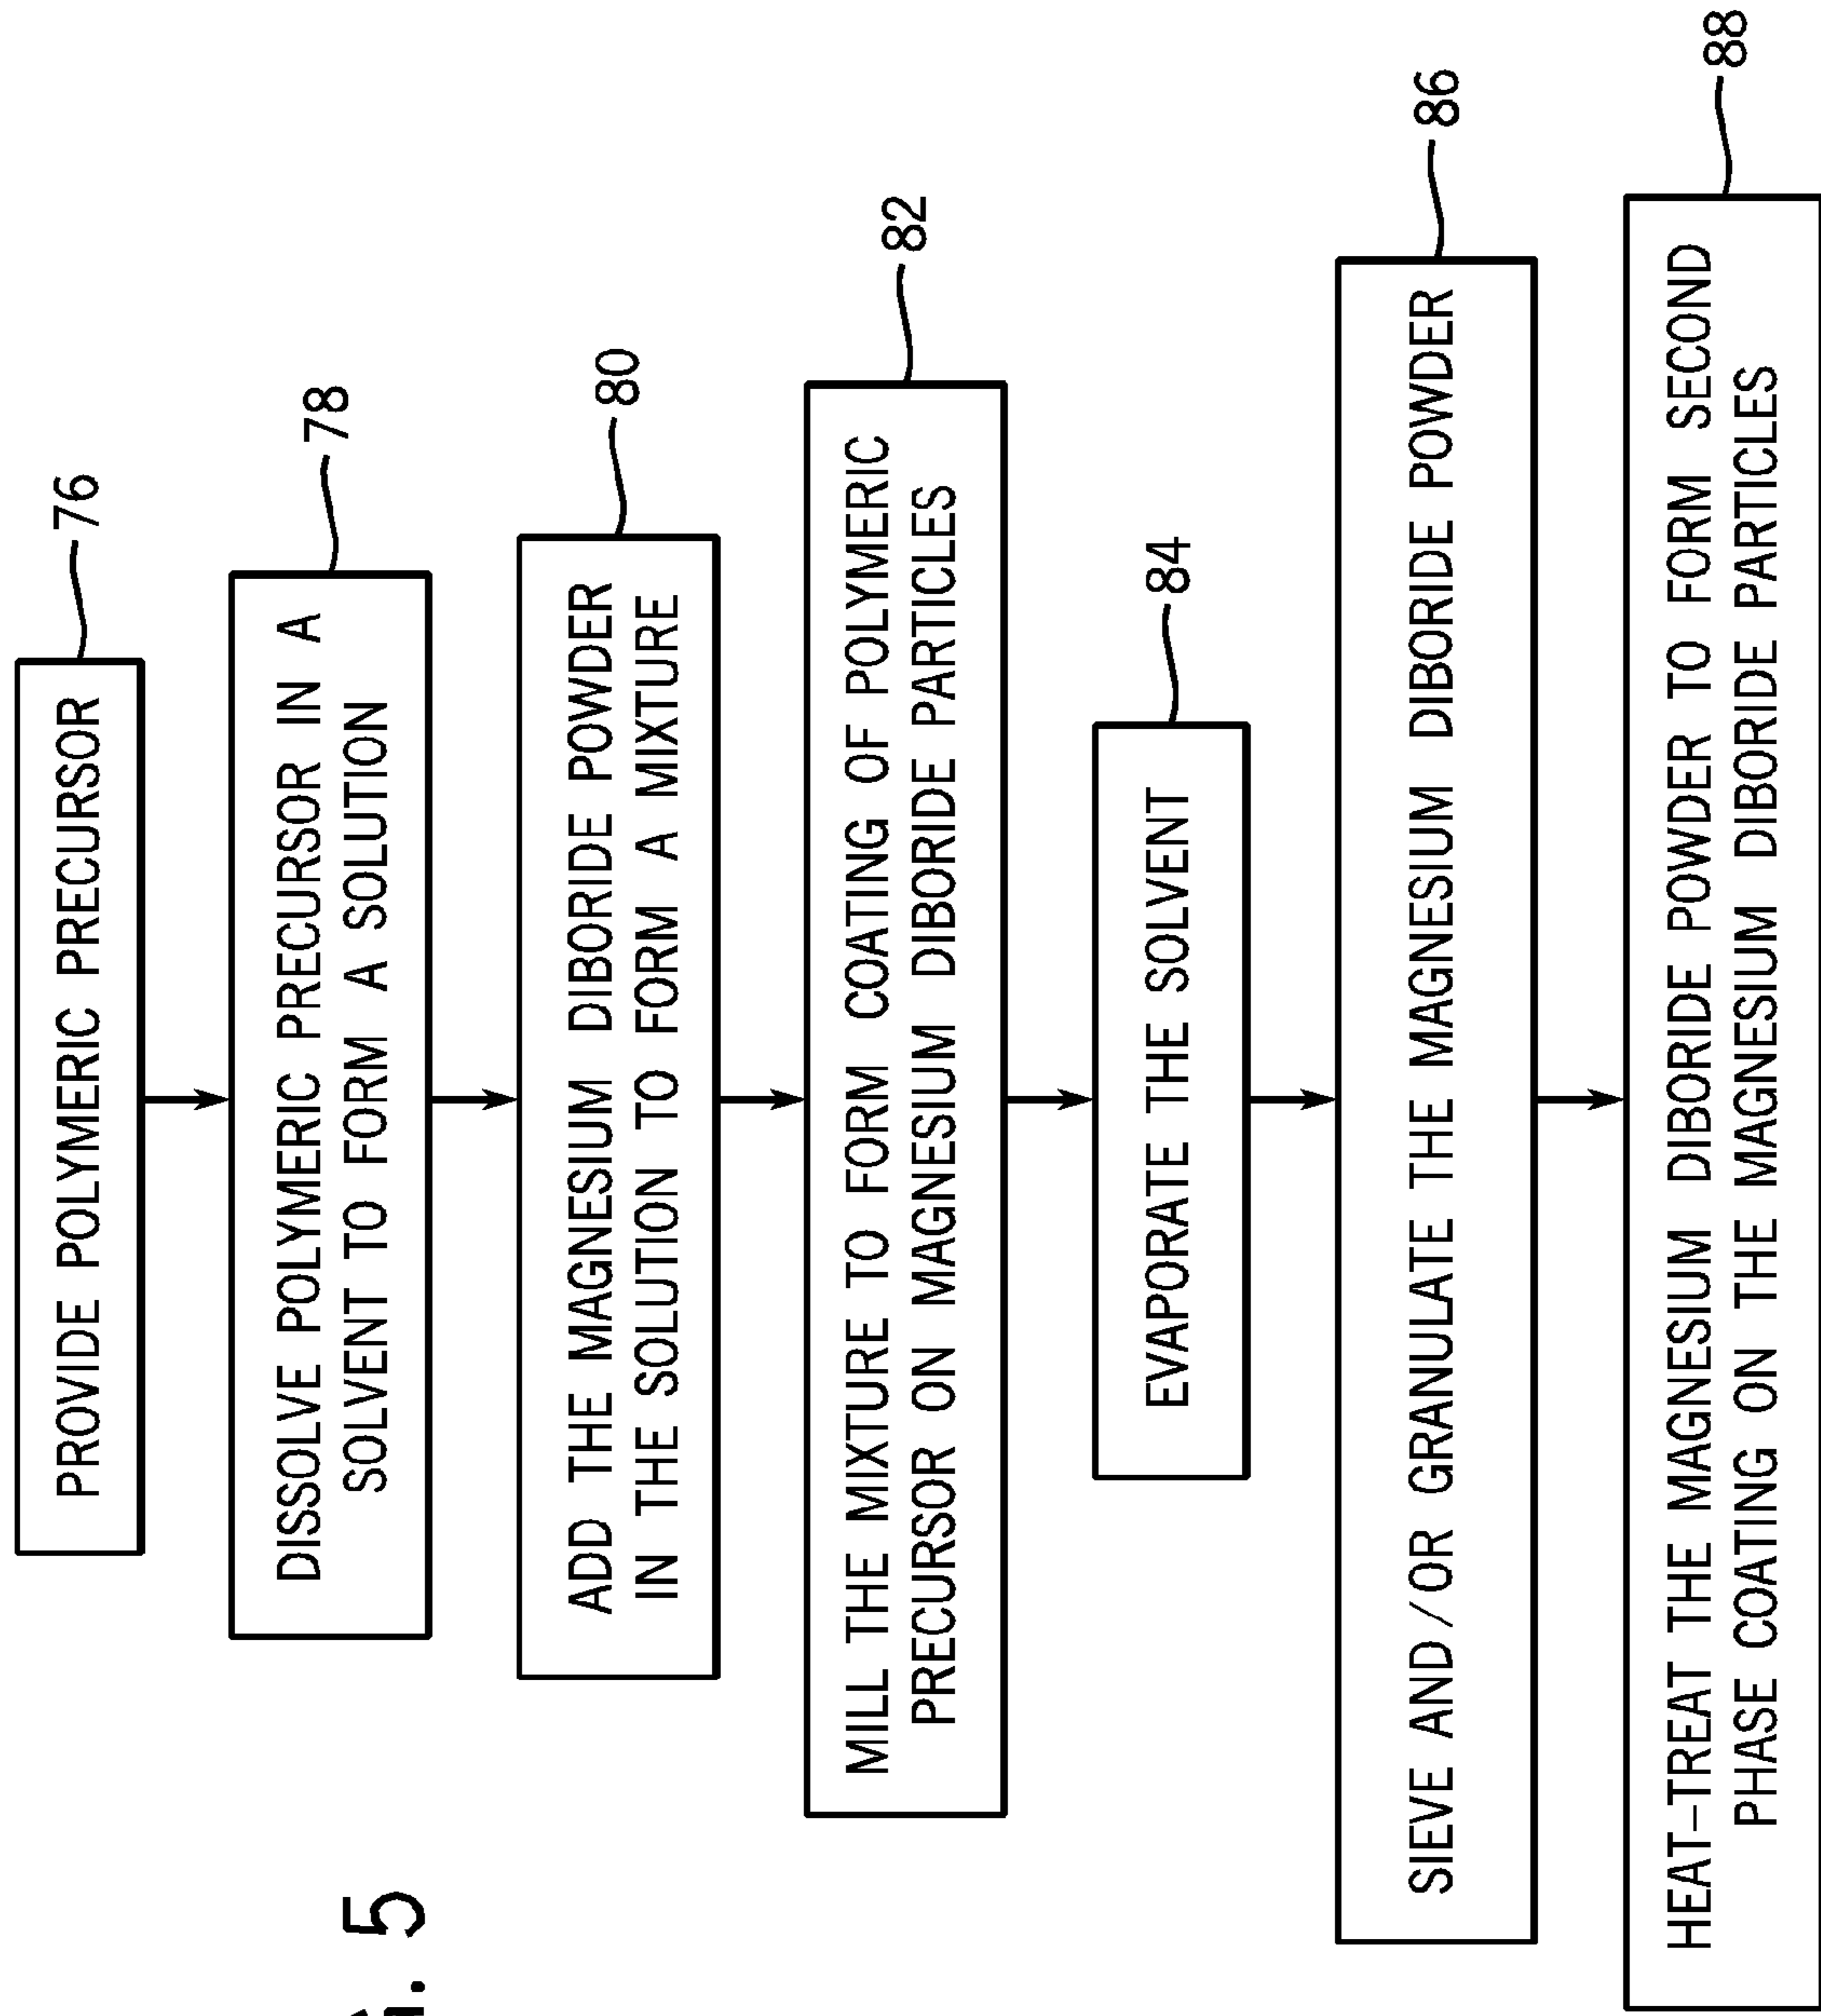 PROVIDE POLYMERIC PRECURSOR
76
DISSOLVE POLYMERIC PRECURSOR IN A
SOLVENT TO FORM A SOLUTION
78
ADD THE MAGNESIUM DIBORIDE POWDER
IN THE SOLUTION TO FORM A MIXTURE
80
MILL THE MIXTURE TO FORM COATING OF POLYMERIC
PRECURSOR ON MAGNESIUM DIBORIDE PARTICLES
82
EVAPORATE THE SOLVENT
84
SIEVE AND/OR GRANULATE THE MAGNESIUM DIBORIDE POWDER
86
HEAT-TREAT THE MAGNESIUM DIBORIDE POWDER TO FORM SECOND
PHASE COATING ON THE MAGNESIUM DIBORIDE PARTICLES
88
5